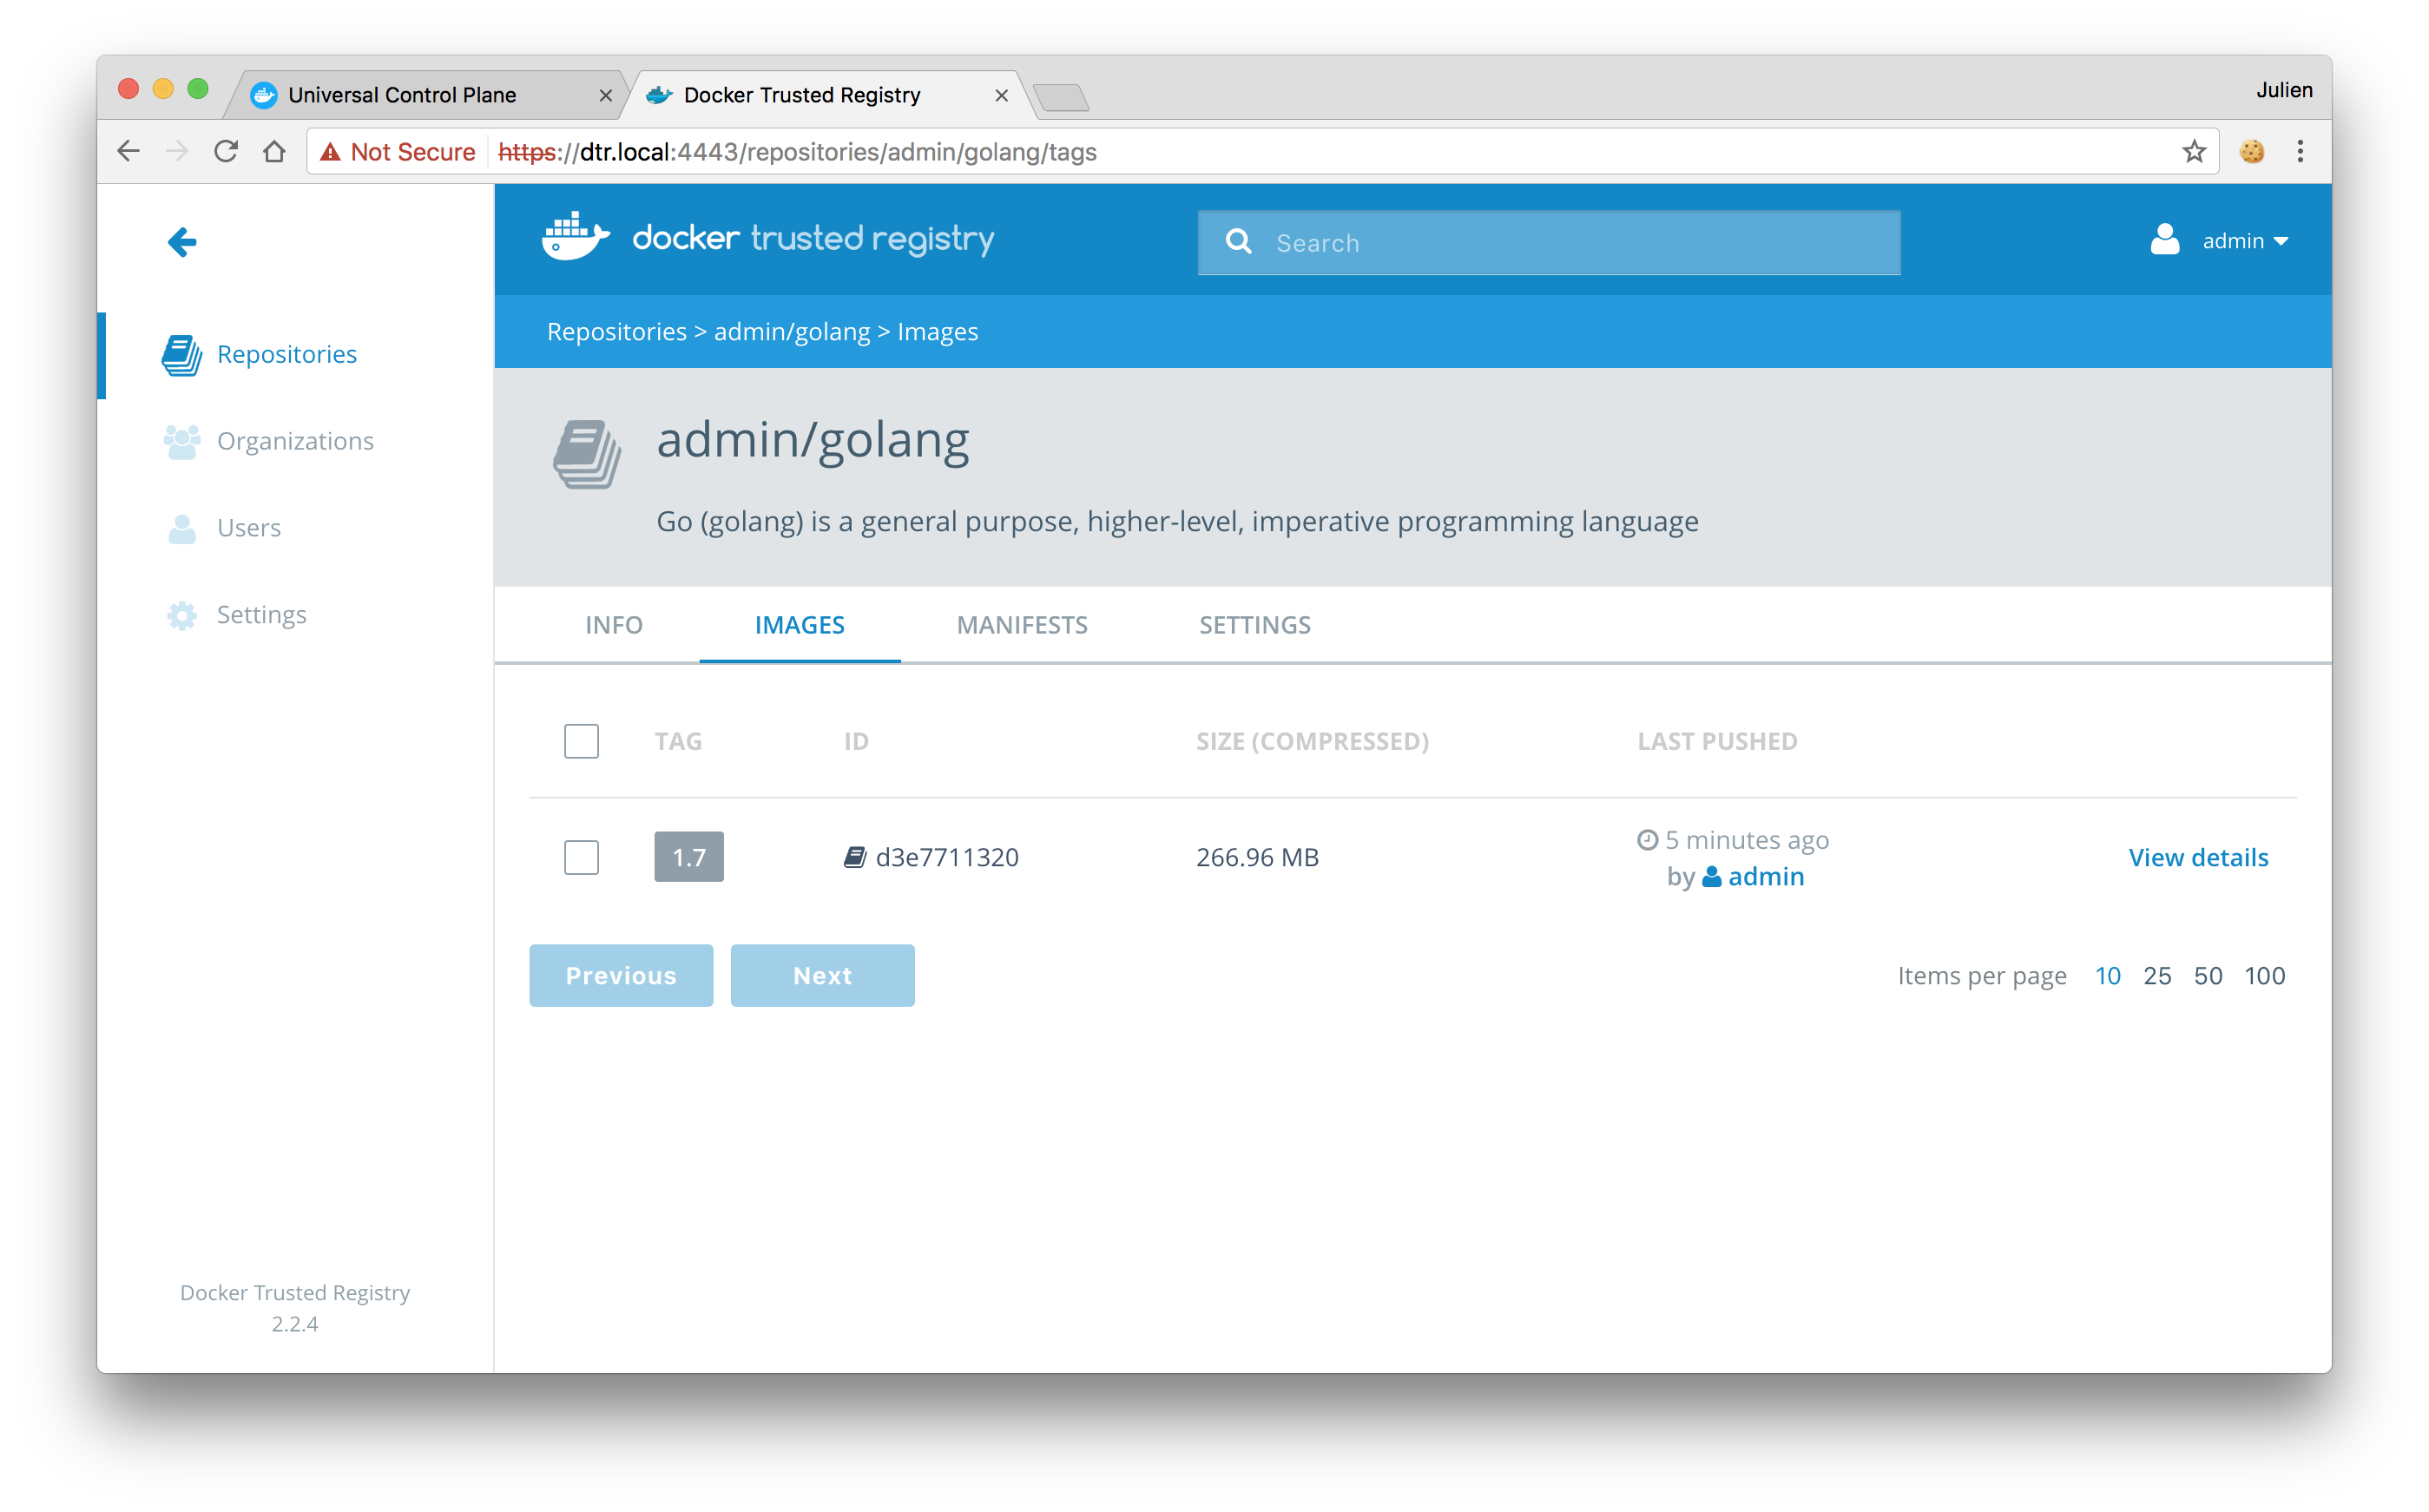 Universal Control Plane
Docker Trusted Registry
Julien
Not Secure
https://dtr.local:4443/repositories/admin/golang/tags
docker trusted registry
Search
admin
Repositories > admin/golang > Images
Repositories
Organizations
Users
Settings
admin/golang
Go (golang) is a general purpose, higher-level, imperative programming language
INFO IMAGES MANIFESTS SETTINGS
TAG ID SIZE (COMPRESSED) LAST PUSHED
1.7 d3e7711320 266.96 MB 5 minutes ago
by admin
View details
Previous Next
Items per page 10 25 50 100
Docker Trusted Registry
2.2.4